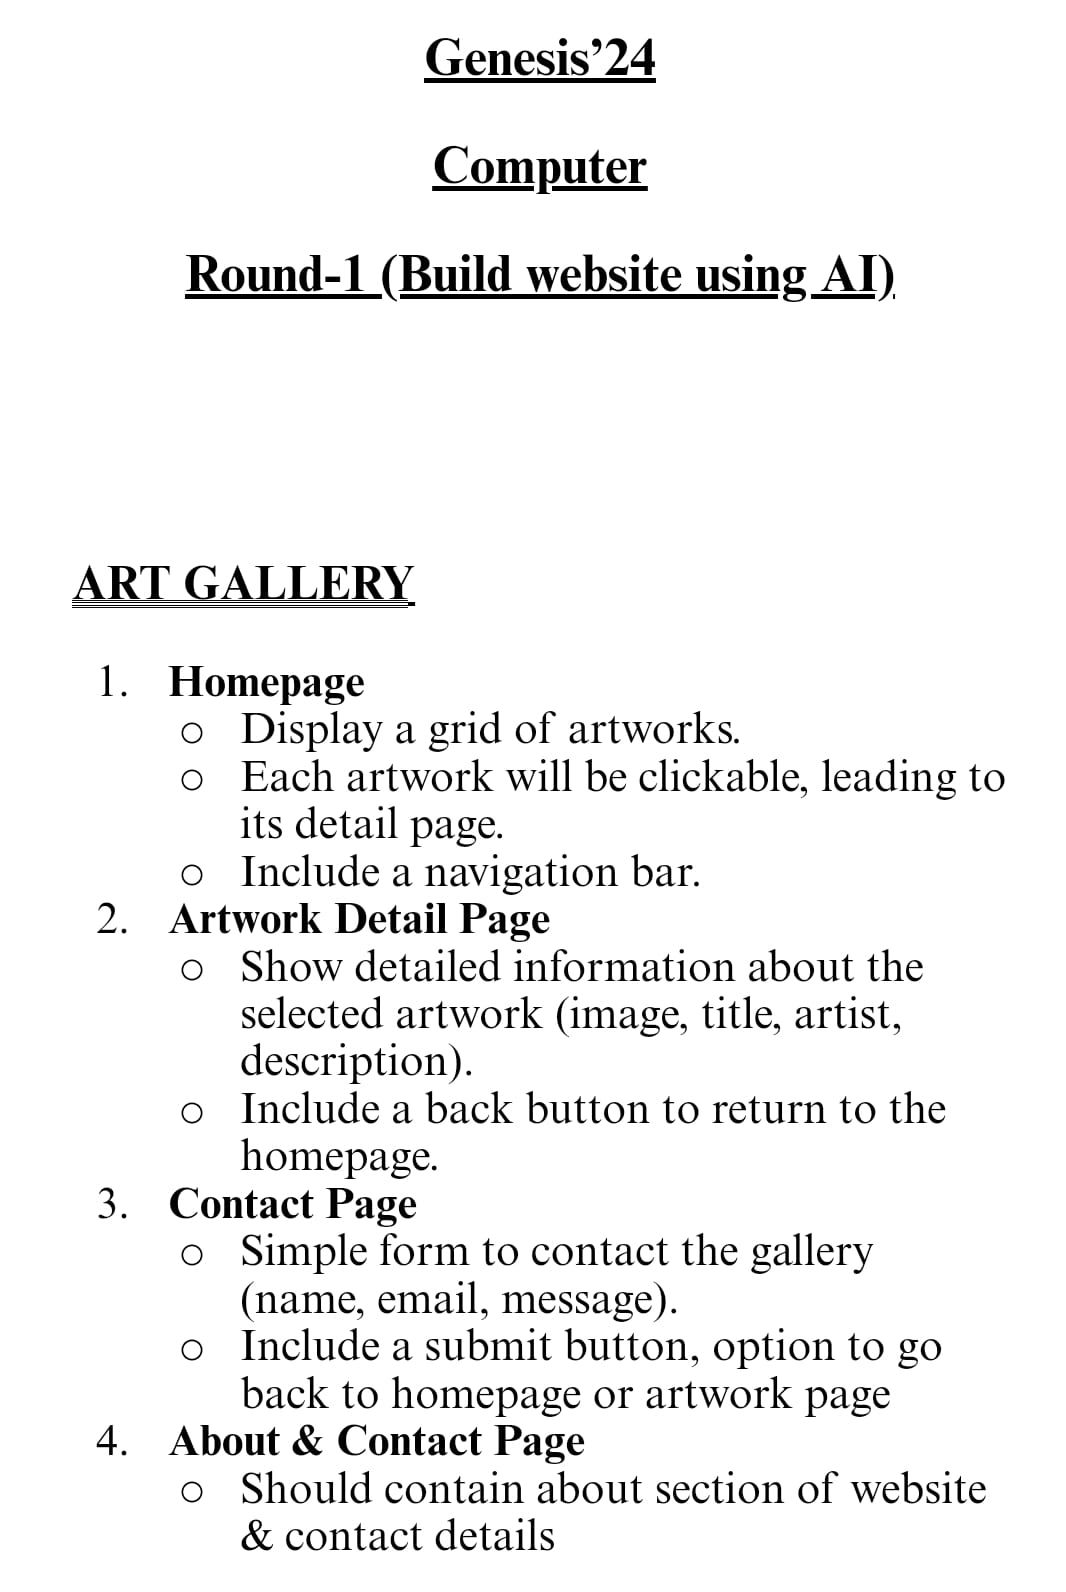 Genesis’24
Computer
Round-1 (Build website using AI)
ART GALLERY
1. Homepage
o Display a grid of artworks.
o Each artwork will be clickable, leading to
its detail page.
o Include a navigation bar.
2. Artwork Detail Page
o Show detailed information about the
selected artwork (image, title, artist,
description).
o Include a back button to return to the
homepage.
3. Contact Page
o Simple form to contact the gallery
(name, email, message).
o Include a submit button, option to go
back to homepage or artwork page
4. About & Contact Page
o Should contain about section of website
& contact details